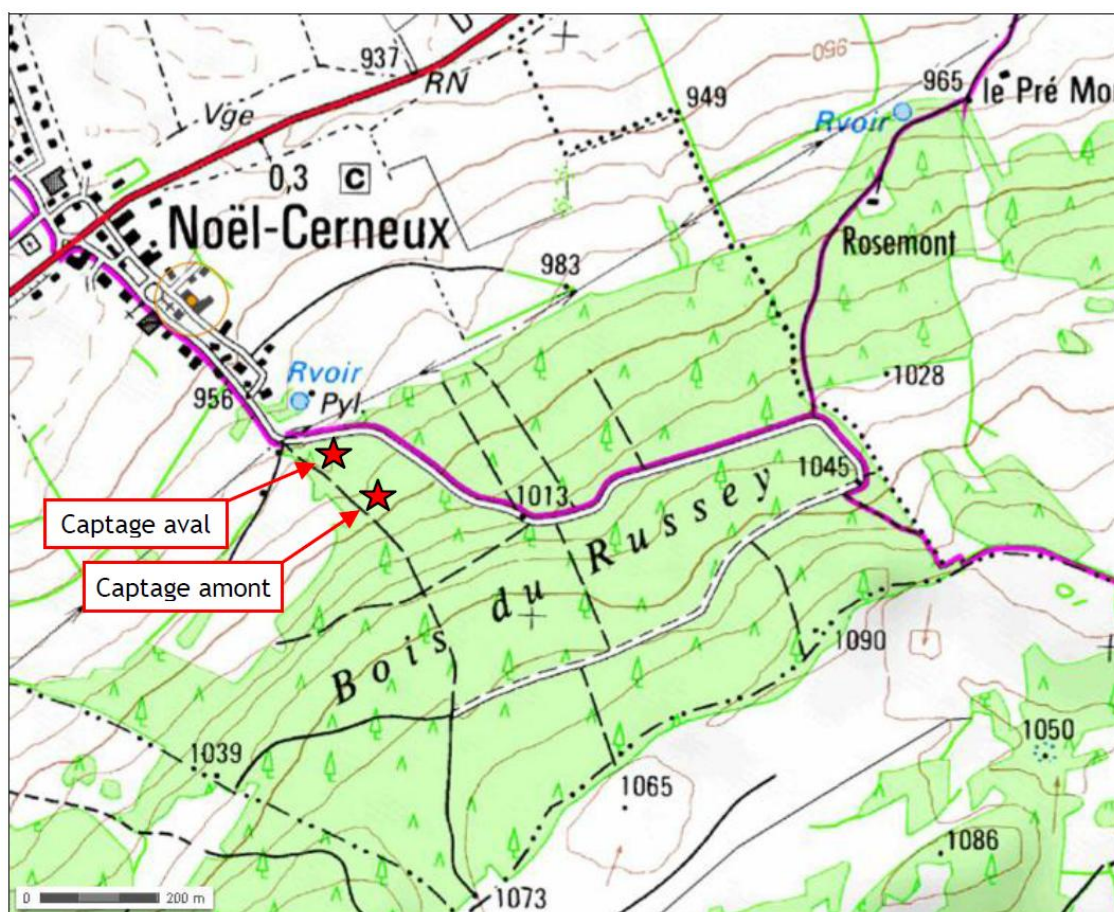 937
D
RN
Vge
950
949
965
le Pré Mo
Rvoir
0,3
C
Noël-Cerneux
Rosemont
983
Rvoir
Pyl.
956
1028
1045
1013
Captage aval
Captage amont
Bois du Russey
1090
1039
1050
1065
1086
1073
0 200 m